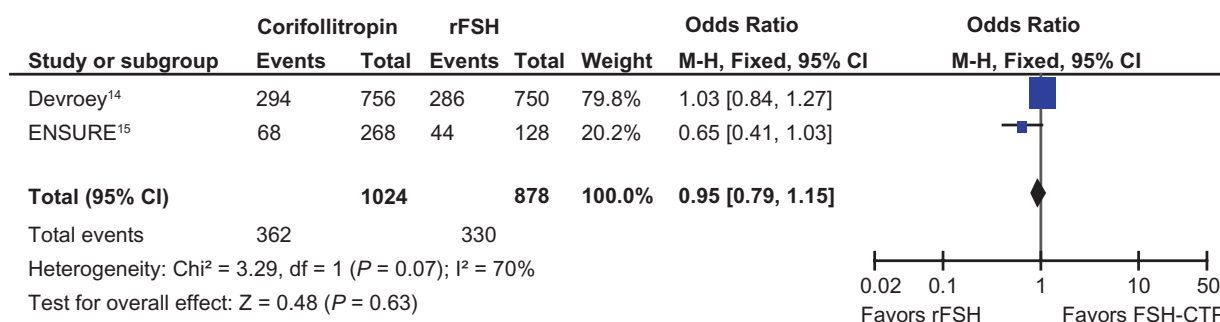 Corifollitropin rFSH Odds Ratio Odds Ratio
Study or subgroup Events Total Events Total Weight M-H, Fixed, 95% CI M-H, Fixed, 95% CI
Devroey¹⁴ 294 756 286 750 79.8% 1.03 [0.84, 1.27]
ENSURE¹⁵ 68 268 44 128 20.2% 0.65 [0.41, 1.03]
Total (95% CI) 1024 878 100.0% 0.95 [0.79, 1.15]
Total events 362 330
Heterogeneity: Chi² = 3.29, df = 1 (P = 0.07); I² = 70%
Test for overall effect: Z = 0.48 (P = 0.63)
0.02 0.1 1 10 50
Favors rFSH Favors FSH-CTP